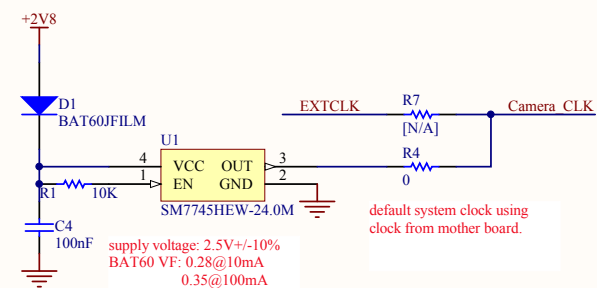 +2V8
D1
BAT60JFILM
EXTCLK
R7
Camera_CLK
[N/A]
U1
4 VCC OUT 3
R4
1 EN GND 2
R1 10K
0
SM7745HEW-24.0M
C4
100nF
default system clock using
clock from mother board.
supply voltage: 2.5V+/-10%
BAT60 VF: 0.28@10mA
0.35@100mA